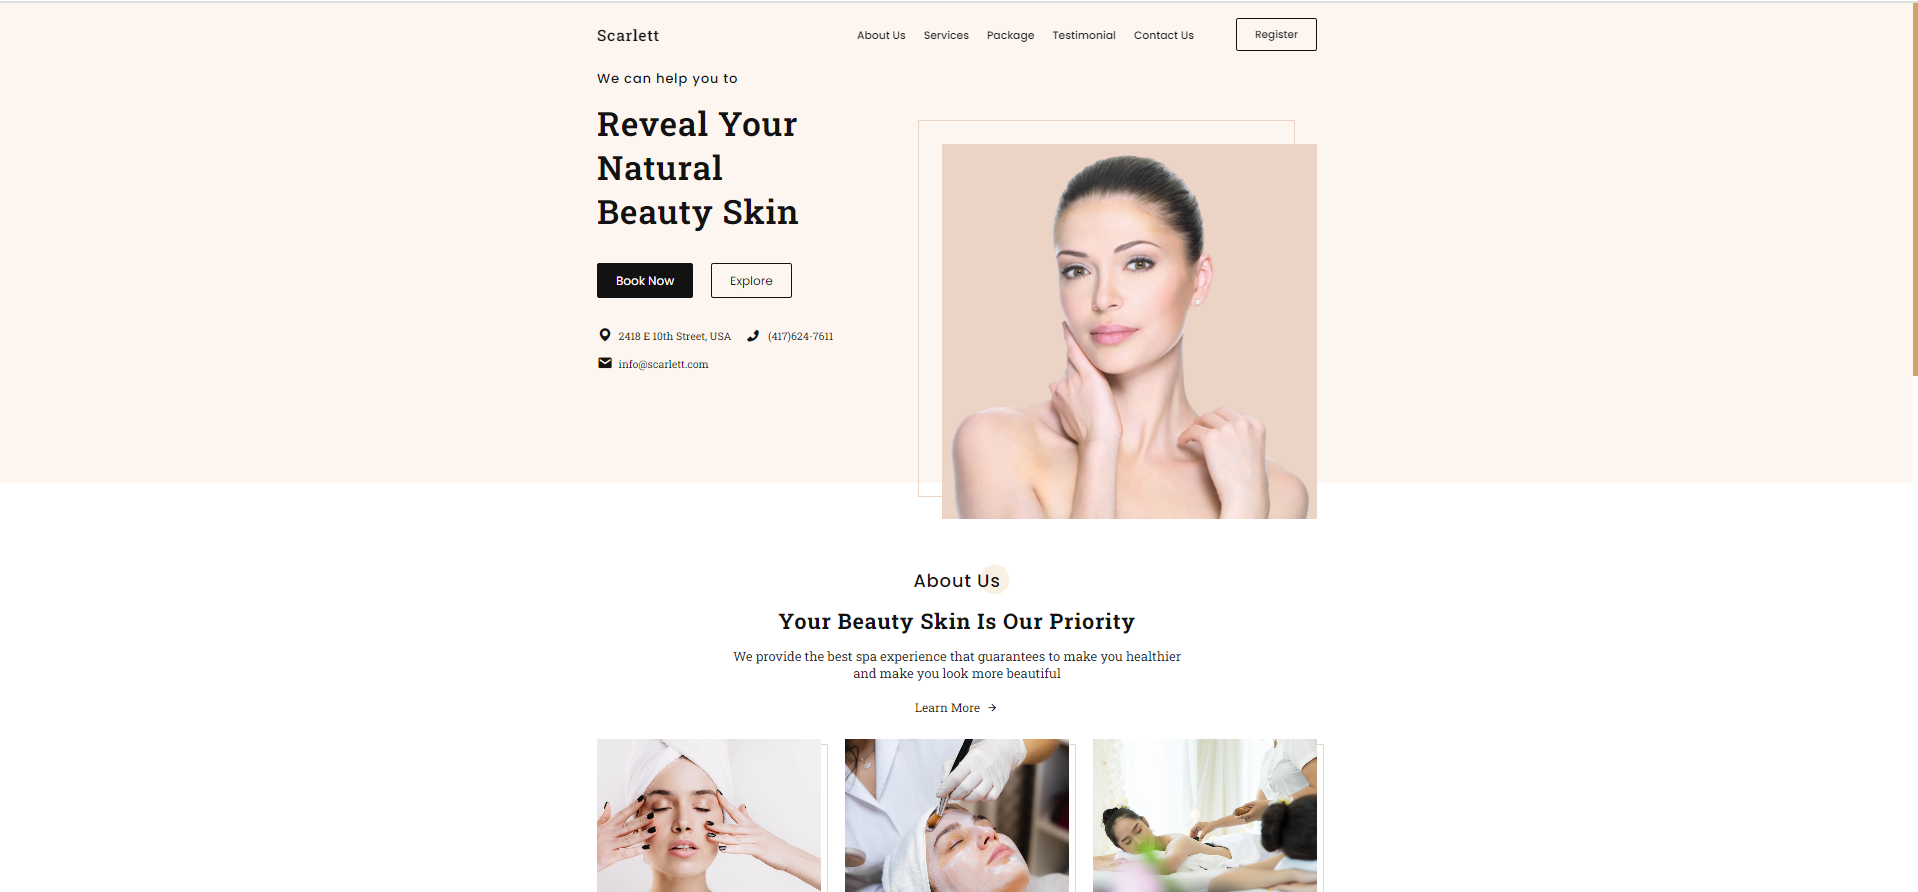 Scarlett
About Us Services Package Testimonial Contact Us Register
We can help you to
Reveal Your
Natural
Beauty Skin
Book Now Explore
2418 E 10th Street, USA (417)624-7611
info@scarlett.com
About Us
Your Beauty Skin Is Our Priority
We provide the best spa experience that guarantees to make you healthier
and make you look more beautiful
Learn More →